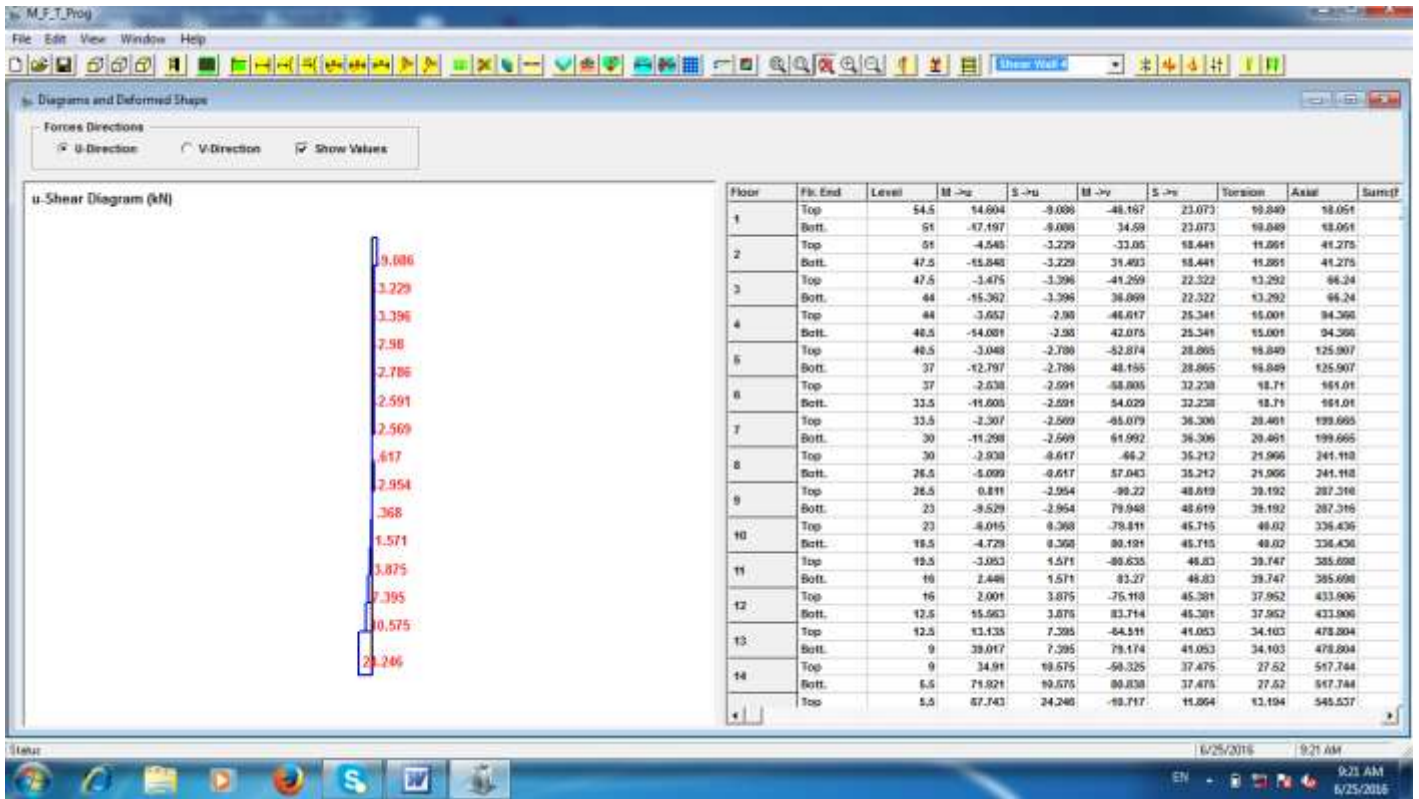 M_F_T_Prog
File Edit View Window Help
Shear Wall 4
Diagrams and Deformed Shape
Forces Directions
U-Direction V-Direction Show Values
u-Shear Diagram (kN)
9.086
3.229
3.396
2.98
2.786
2.591
2.569
.617
2.954
.368
1.571
3.875
7.395
10.575
24.246
Floor Flr. End Level M ->u S ->u M ->v S ->v Torsion Axial
1 Top 54.5 14.604 -9.086 -46.167 23.073 10.849 18.051
Bott. 51 -17.197 -9.086 34.59 23.073 10.849 18.051
2 Top 51 -4.545 -3.229 -33.05 18.441 11.861 41.275
Bott. 47.5 -15.848 -3.229 31.493 18.441 11.861 41.275
3 Top 47.5 -3.475 -3.396 -41.259 22.322 13.292 66.24
Bott. 44 -15.362 -3.396 36.869 22.322 13.292 66.24
4 Top 44 -3.652 -2.98 -46.617 25.341 15.001 94.366
Bott. 40.5 -14.081 -2.98 42.075 25.341 15.001 94.366
5 Top 40.5 -3.048 -2.786 -52.874 28.865 16.849 125.907
Bott. 37 -12.797 -2.786 48.155 28.865 16.849 125.907
6 Top 37 -2.538 -2.591 -58.805 32.238 18.71 161.01
Bott. 33.5 -11.605 -2.591 54.029 32.238 18.71 161.01
7 Top 33.5 -2.307 -2.569 -65.079 36.306 20.461 199.665
Bott. 30 -11.298 -2.569 61.992 36.306 20.461 199.665
8 Top 30 -2.938 -0.617 -66.2 35.212 21.966 241.118
Bott. 26.5 -5.099 -0.617 57.043 35.212 21.966 241.118
9 Top 26.5 0.811 -2.954 -90.22 48.619 39.192 287.316
Bott. 23 -9.529 -2.954 79.948 48.619 39.192 287.316
10 Top 23 -6.015 0.368 -79.811 45.715 40.02 336.436
Bott. 19.5 -4.729 0.368 80.191 45.715 40.02 336.436
11 Top 19.5 -3.053 1.571 -80.635 46.83 39.747 385.698
Bott. 16 2.446 1.571 83.27 46.83 39.747 385.698
12 Top 16 2.001 3.875 -75.118 45.381 37.952 433.906
Bott. 12.5 15.563 3.875 83.714 45.381 37.952 433.906
13 Top 12.5 13.135 7.395 -64.511 41.053 34.103 478.804
Bott. 9 39.017 7.395 79.174 41.053 34.103 478.804
14 Top 9 34.91 10.575 -50.325 37.475 27.52 517.744
Bott. 5.5 71.921 10.575 80.838 37.475 27.52 517.744
Top 5.5 67.743 24.246 -10.717 11.864 13.194 545.537
Status 6/25/2016 9:21 AM
EN 9:21 AM
6/25/2016